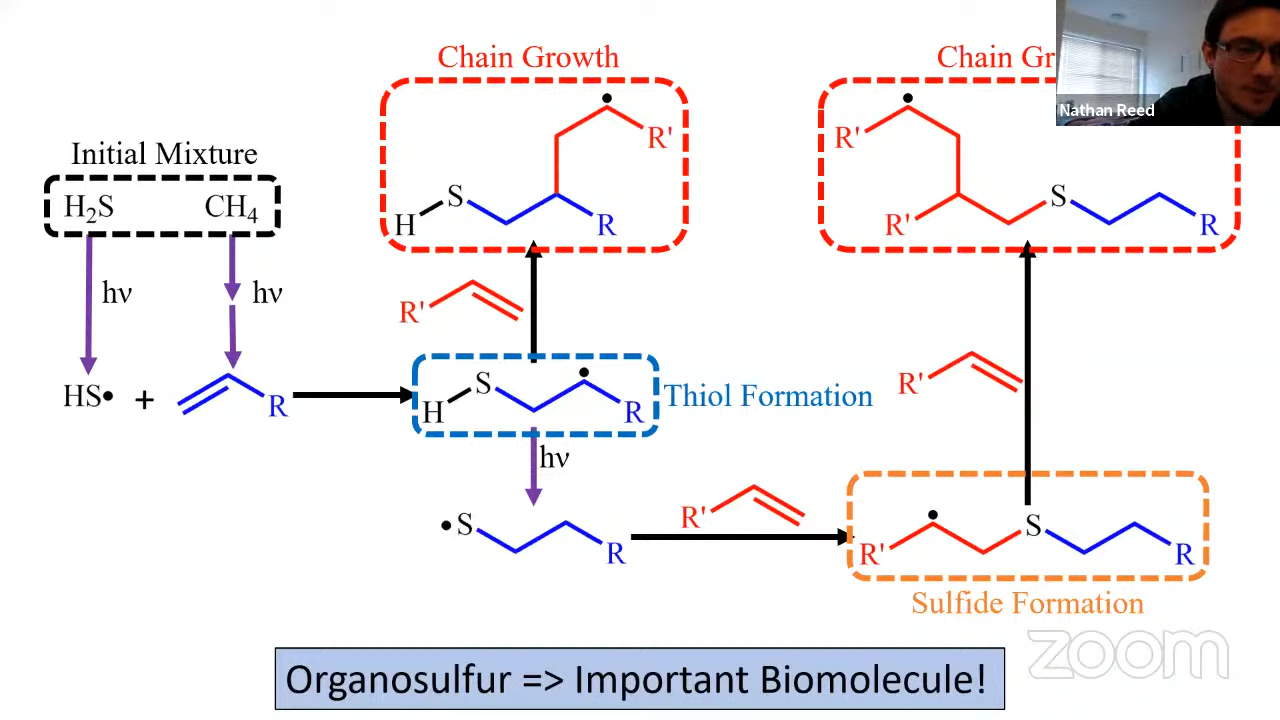 Chain Growth
Chain Gr
Nathan Reed
Initial Mixture
H₂S
CH₄
hν
hν
HS• + R
H
S
R
R'
R'
H
S
R
Thiol Formation
hν
•S
R
R'
R'
S
R
Sulfide Formation
R'
R'
R'
S
R
Organosulfur => Important Biomolecule!
zoom